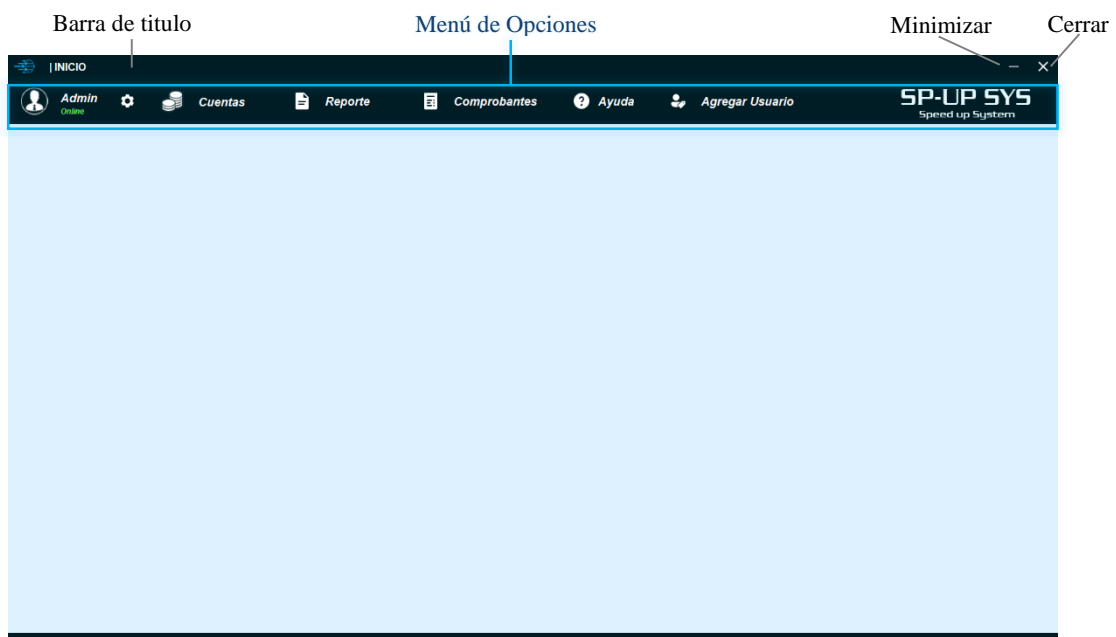 Barra de titulo
Menú de Opciones
Minimizar
Cerrar
| INICIO
Admin
Online
Cuentas
Reporte
Comprobantes
Ayuda
Agregar Usuario
SP-UP SYS
Speed up System